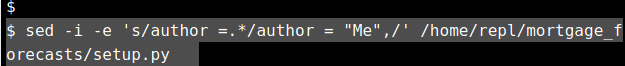 $
$ sed -i -e 's/author =.*/author = "Me",/' /home/repl/mortgage_f
orecasts/setup.py